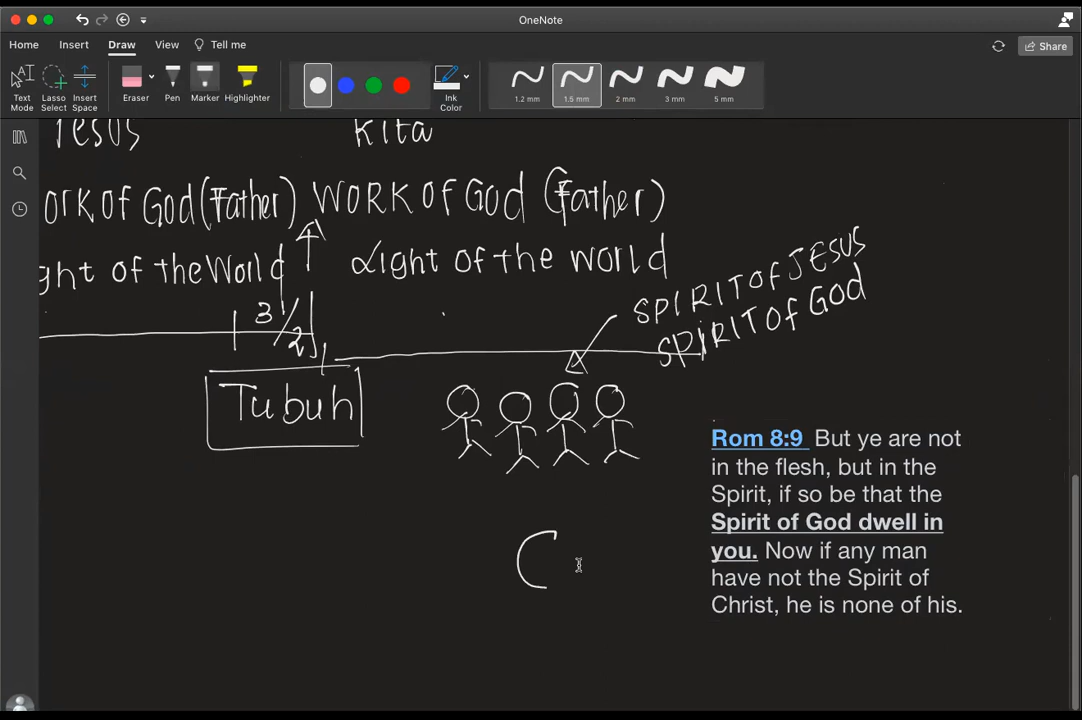 OneNote
Home Insert Draw View Tell me
Share
Text Mode
Lasso Select
Insert Space
Eraser
Pen
Marker
Highlighter
Ink Color
1.2 mm
1.5 mm
2 mm
3 mm
5 mm
Jesus Kita
ORK OF God (Father) WORK OF GOD (Father)
ght of the World Light of the world
SPIRIT OF JESUS
SPIRIT OF GOD
3 1/2
Tubuh
Rom 8:9 But ye are not
in the flesh, but in the
Spirit, if so be that the
Spirit of God dwell in
you. Now if any man
have not the Spirit of
Christ, he is none of his.
C